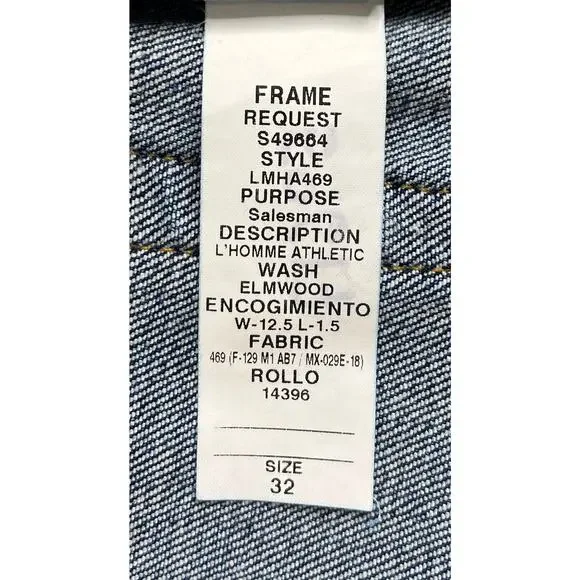 FRAME
REQUEST
S49664
STYLE
LMHA469
PURPOSE
Salesman
DESCRIPTION
L'HOMME ATHLETIC
WASH
ELMWOOD
ENCOGIMIENTO
W-12.5 L-1.5
FABRIC
469 (F-129 M1 AB7 / MX-029E-18)
ROLLO
14396
SIZE
32